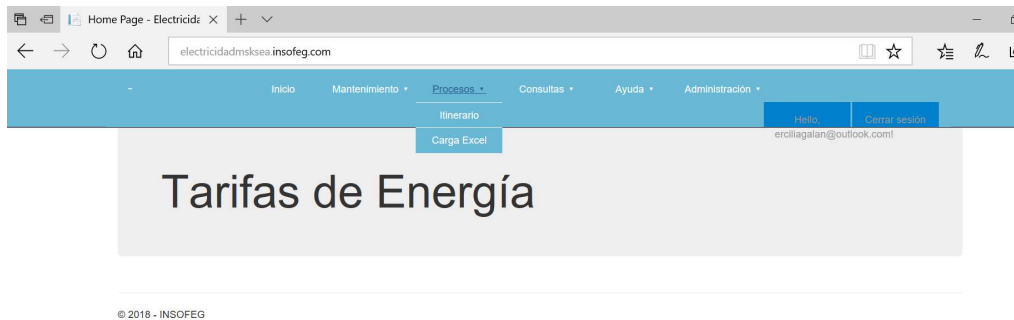 Home Page - Electricida
electricidadmsksea.insofeg.com
- Inicio Mantenimiento Procesos Consultas Ayuda Administración
Itinerario
Carga Excel
Hello, erciliagalan@outlook.com!
Cerrar sesión
Tarifas de Energía
© 2018 - INSOFEG